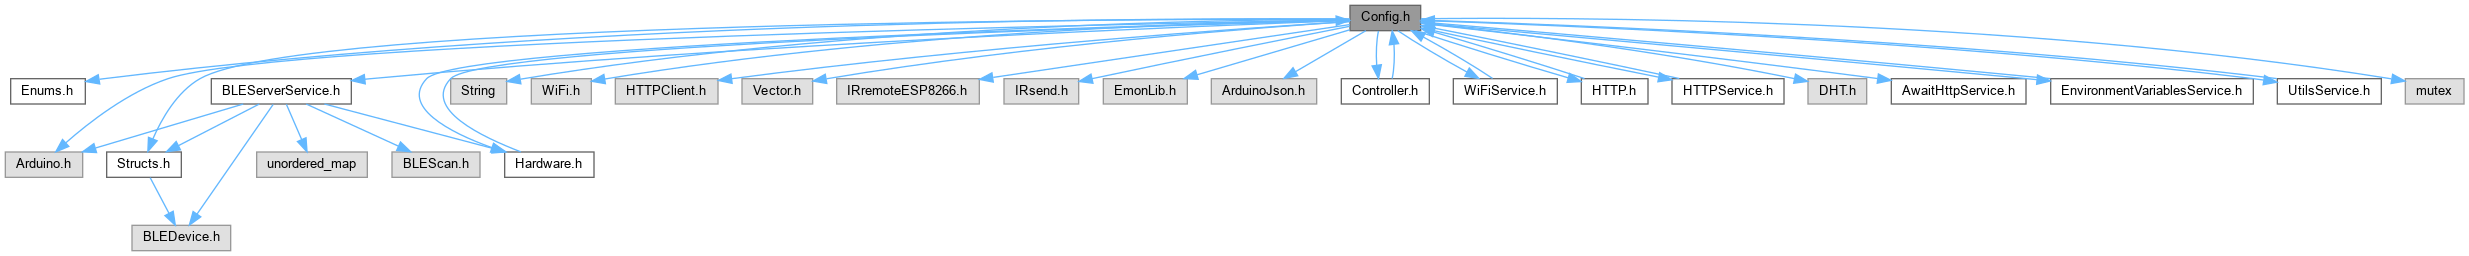 Config.h
Enums.h
BLEServerService.h
String
WiFi.h
HTTPClient.h
Vector.h
IRremoteESP8266.h
IRsend.h
EmonLib.h
ArduinoJson.h
Controller.h
WiFiService.h
HTTP.h
HTTPService.h
DHT.h
AwaitHttpService.h
EnvironmentVariablesService.h
UtilsService.h
mutex
Arduino.h
Structs.h
unordered_map
BLEScan.h
Hardware.h
BLEDevice.h